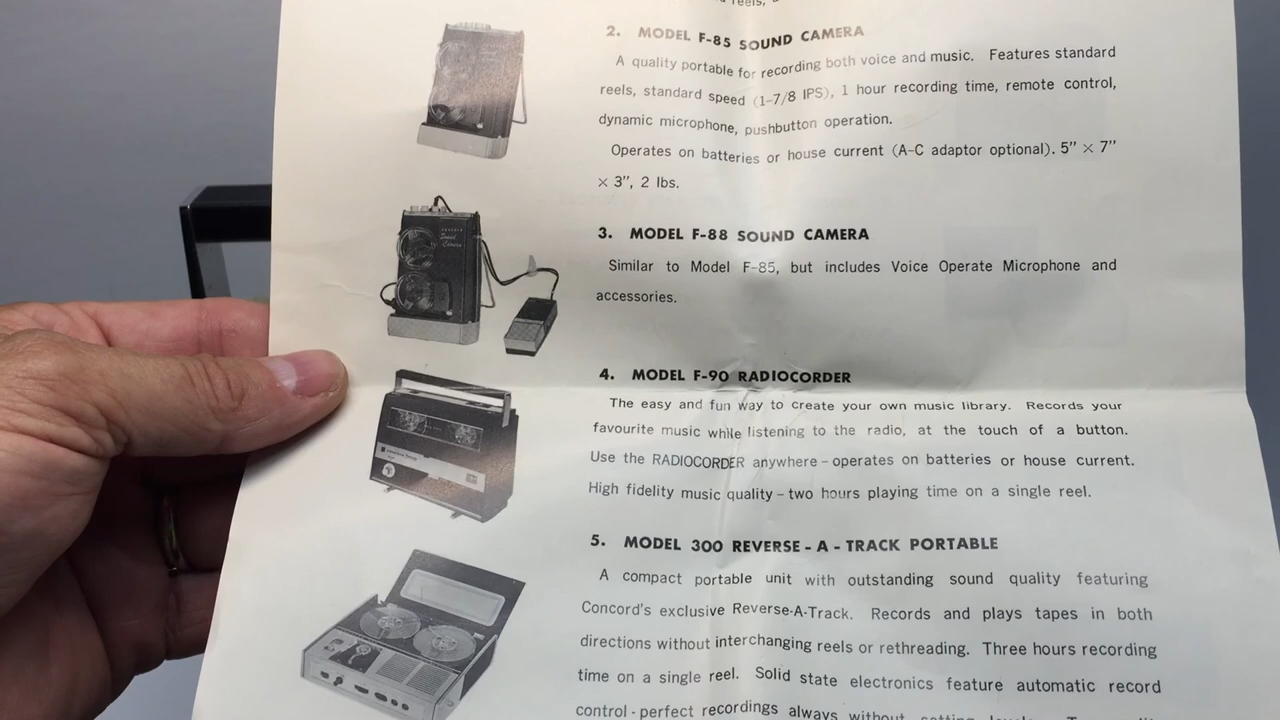 reels,
2. MODEL F-85 SOUND CAMERA
A quality portable for recording both voice and music. Features standard
reels, standard speed (1-7/8 IPS), 1 hour recording time, remote control,
dynamic microphone, pushbutton operation.
Operates on batteries or house current (A-C adaptor optional). 5” × 7”
× 3”, 2 lbs.
3. MODEL F-88 SOUND CAMERA
Similar to Model F-85, but includes Voice Operate Microphone and
accessories.
4. MODEL F-90 RADIOCORDER
The easy and fun way to create your own music library. Records your
favourite music while listening to the radio, at the touch of a button.
Use the RADIOCORDER anywhere – operates on batteries or house current.
High fidelity music quality – two hours playing time on a single reel.
5. MODEL 300 REVERSE - A - TRACK PORTABLE
A compact portable unit with outstanding sound quality featuring
Concord's exclusive Reverse-A-Track. Records and plays tapes in both
directions without interchanging reels or rethreading. Three hours recording
time on a single reel. Solid state electronics feature automatic record
control - perfect recordings always without
Sound
Camera